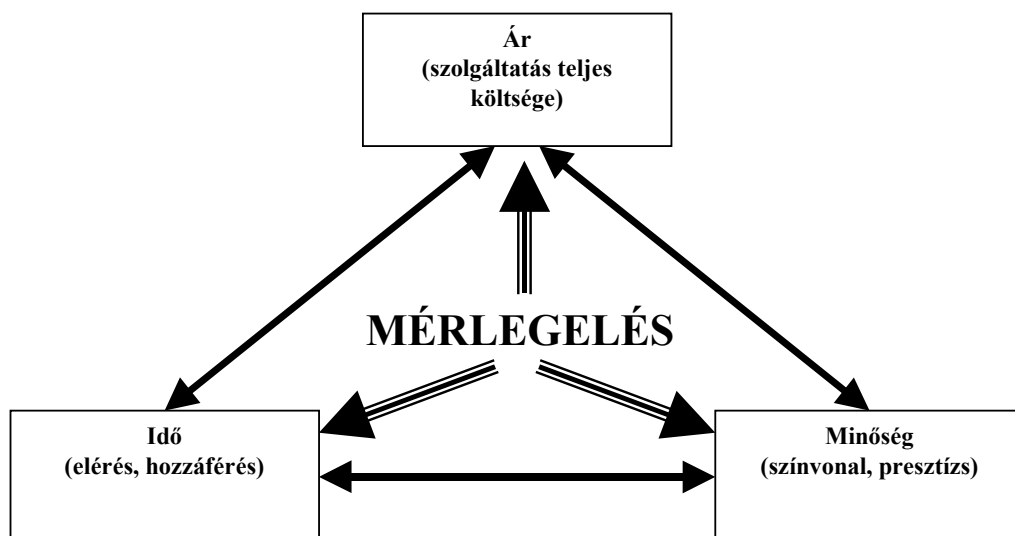 Ár
(szolgáltatás teljes
költsége)
MÉRLEGELÉS
Idő
(elérés, hozzáférés)
Minőség
(színvonal, presztízs)